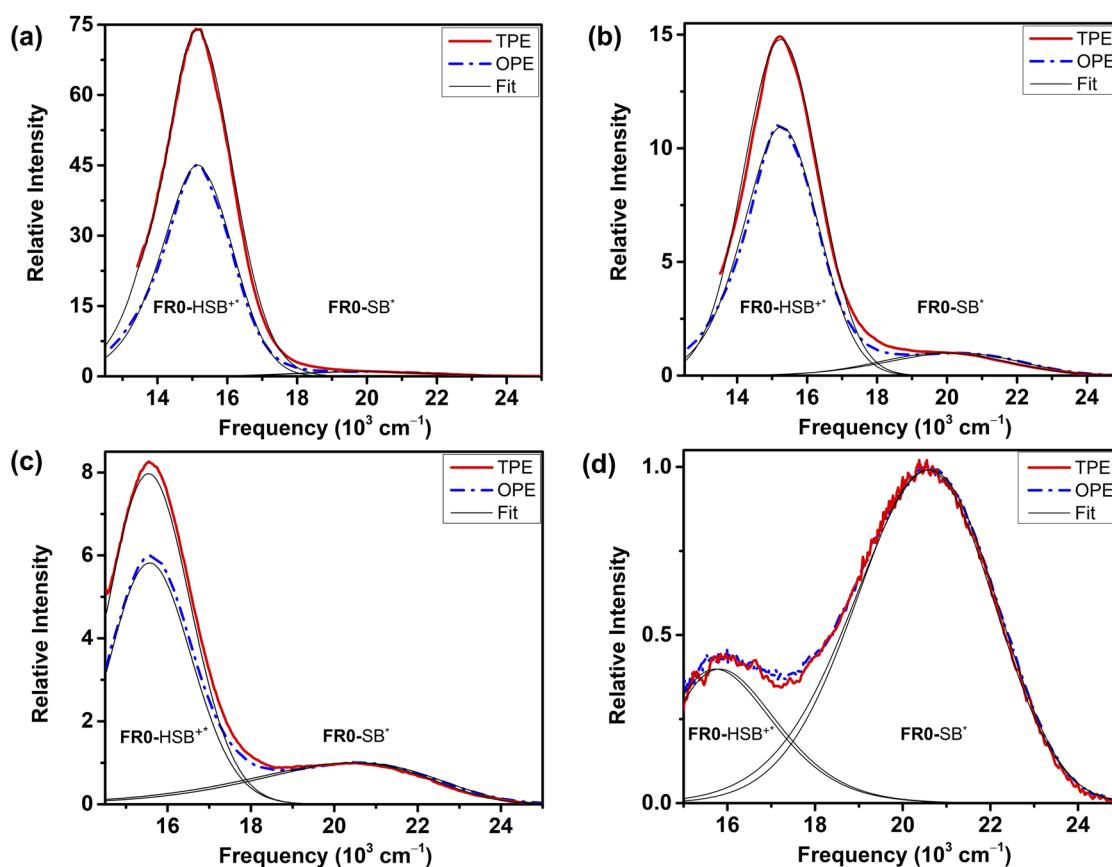 (a)
75
60
45
30
15
0
Relative Intensity
TPE
OPE
Fit
FR0-HSB⁺*
FR0-SB*
14 16 18 20 22 24
Frequency (10³ cm⁻¹)
(b)
15
10
5
0
Relative Intensity
TPE
OPE
Fit
FR0-HSB⁺*
FR0-SB*
14 16 18 20 22 24
Frequency (10³ cm⁻¹)
(c)
8
6
4
2
0
Relative Intensity
TPE
OPE
Fit
FR0-HSB⁺*
FR0-SB*
16 18 20 22 24
Frequency (10³ cm⁻¹)
(d)
1.0
0.5
0.0
Relative Intensity
TPE
OPE
Fit
FR0-HSB⁺*
FR0-SB*
16 18 20 22 24
Frequency (10³ cm⁻¹)